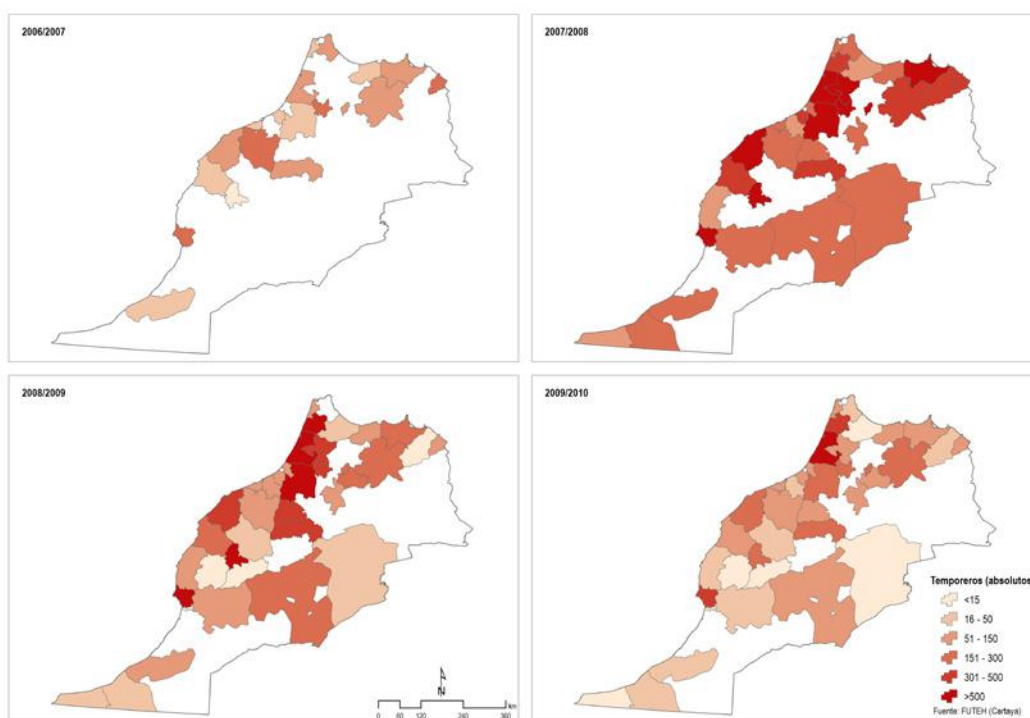 2006/2007
2007/2008
2008/2009
2009/2010
N
km
0 60 120 240 360
Temporeros (absolutos)
<15
16 - 50
51 - 150
151 - 300
301 - 500
>500
Fuente: FUTEH (Cartaya)